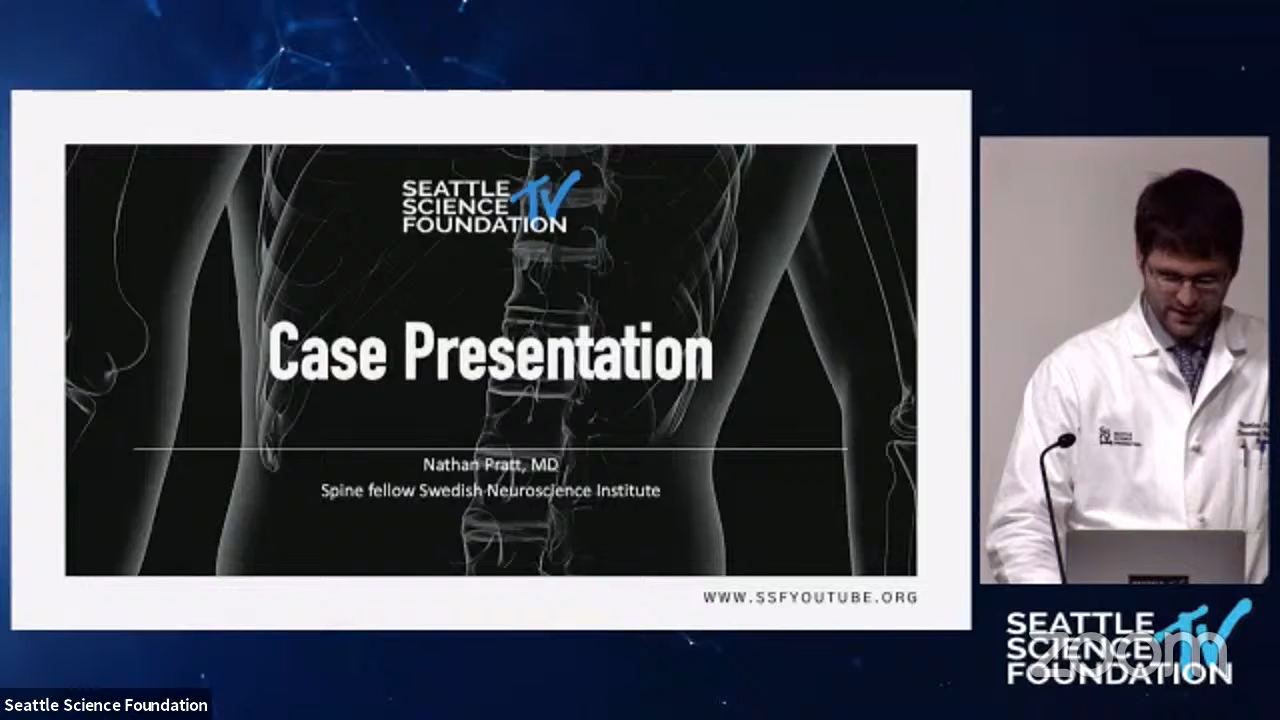 SEATTLE
SCIENCE TV
FOUNDATION
Case Presentation
Nathan Pratt, MD
Spine fellow Swedish Neuroscience Institute
WWW.SSFYOUTUBE.ORG
SEATTLE
SCIENCE TV
FOUNDATION
zoom
Seattle Science Foundation